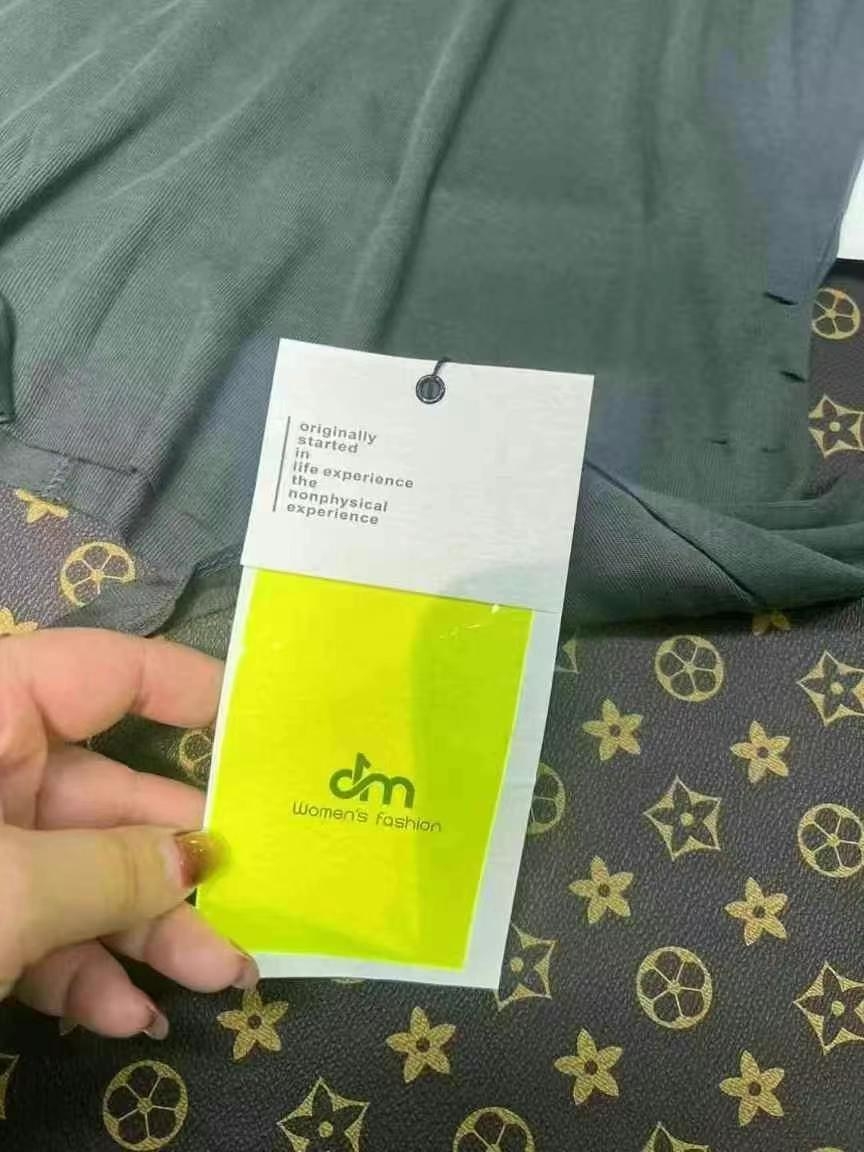 originally
started
in
life experience
the
nonphysical
experience
dm
Women's fashion